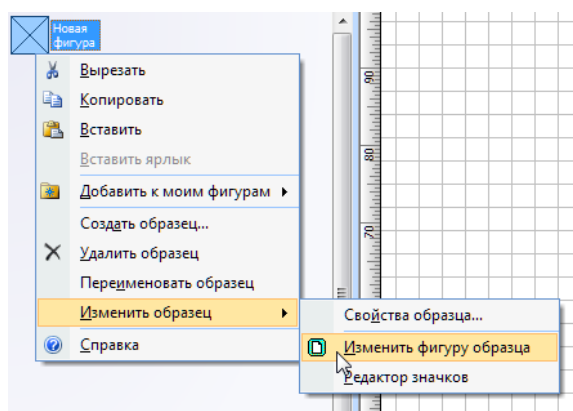 Новая
фигура
Вырезать
Копировать
Вставить
Вставить ярлык
Добавить к моим фигурам
Создать образец...
Удалить образец
Переименовать образец
Изменить образец
Справка
Свойства образца...
Изменить фигуру образца
Редактор значков
90
80
70